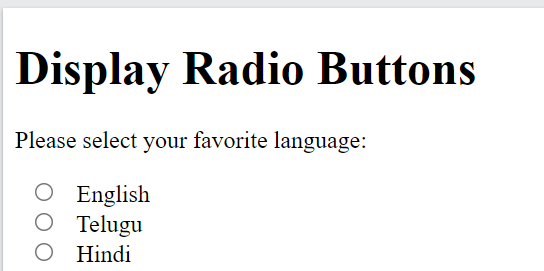 Display Radio Buttons
Please select your favorite language:
English
Telugu
Hindi